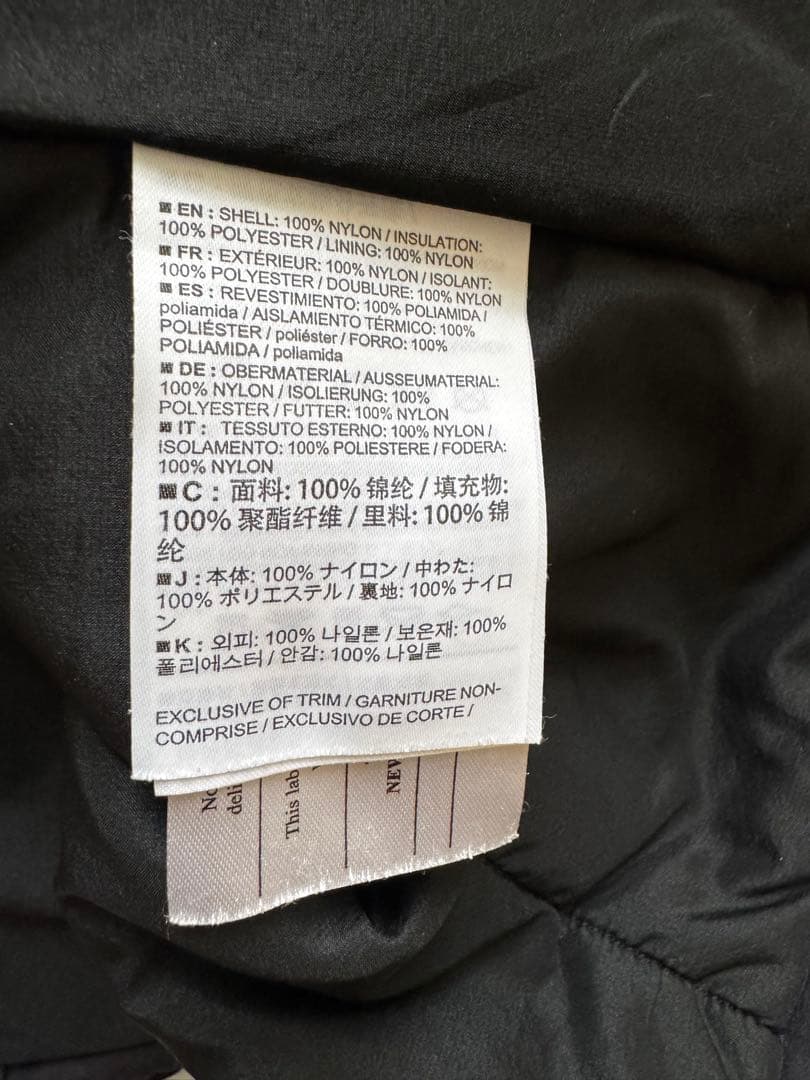 EN : SHELL: 100% NYLON / INSULATION:
100% POLYESTER / LINING: 100% NYLON
FR : EXTÉRIEUR: 100% NYLON / ISOLANT:
100% POLYESTER / DOUBLURE: 100% NYLON
ES : REVESTIMIENTO: 100% POLIAMIDA /
poliamida / AISLAMIENTO TÉRMICO: 100%
POLIÉSTER / poliéster / FORRO: 100%
POLIAMIDA / poliamida
DE : OBERMATERIAL / AUSSEUMATERIAL:
100% NYLON / ISOLIERUNG: 100%
POLYESTER / FUTTER: 100% NYLON
IT : TESSUTO ESTERNO: 100% NYLON /
ISOLAMENTO: 100% POLIESTERE / FODERA:
100% NYLON
C : 面料: 100% 锦纶 / 填充物:
100% 聚酯纤维 / 里料: 100% 锦
纶
J : 本体: 100% ナイロン / 中わた:
100% ポリエステル / 裏地: 100% ナイロ
ン
K : 외피: 100% 나일론 / 보온재: 100%
폴리에스터 / 안감: 100% 나일론
EXCLUSIVE OF TRIM / GARNITURE NON-
COMPRISE / EXCLUSIVO DE CORTE /
This